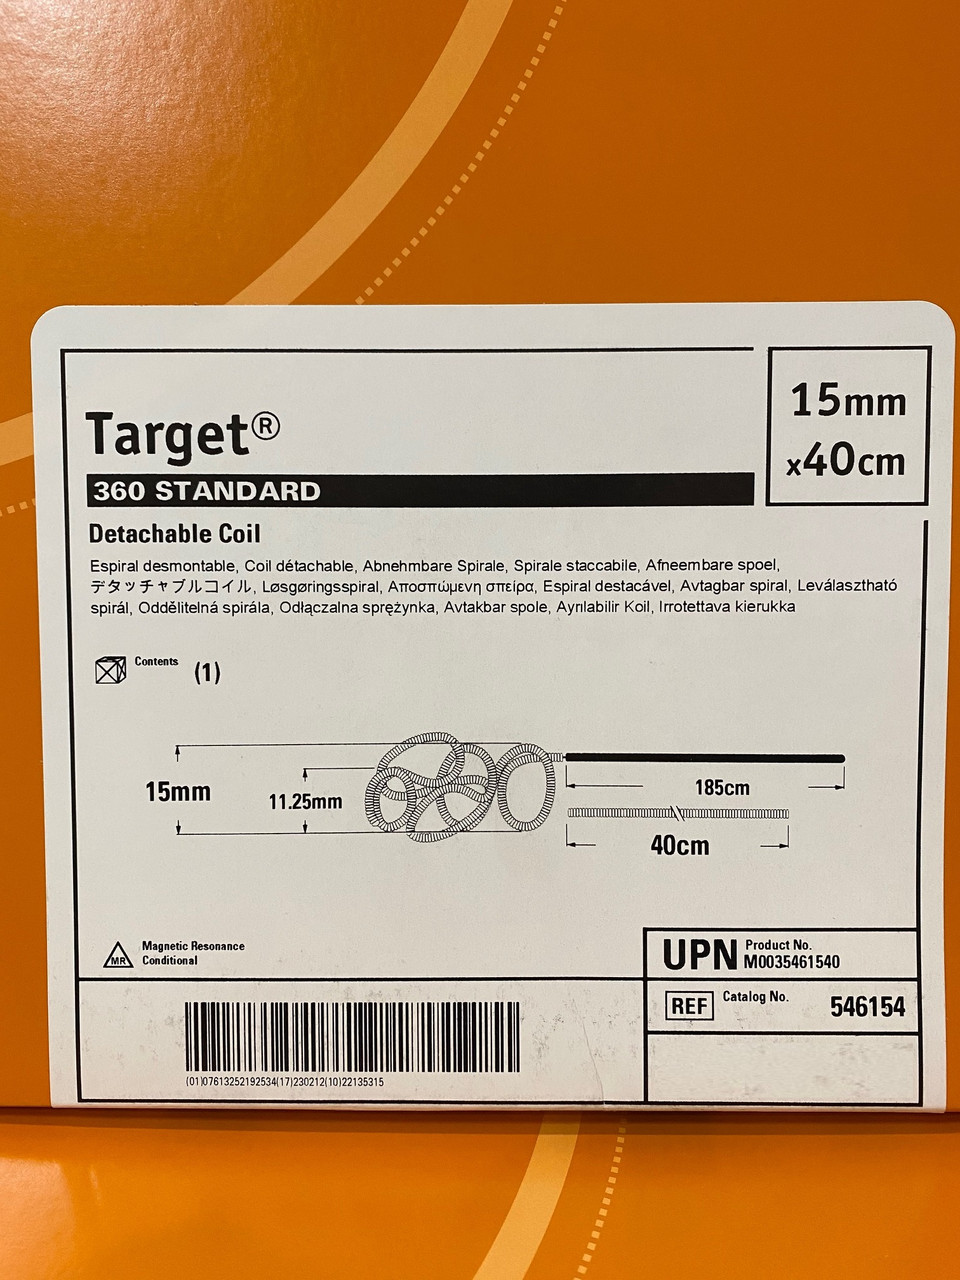 Target®
15mm
x40cm
360 STANDARD
Detachable Coil
Espiral desmontable, Coil détachable, Abnehmbare Spirale, Spirale staccabile, Afneembare spoel,
デタッチャブルコイル, Løsgøringsspiral, Αποσπώμενη σπείρα, Espiral destacável, Avtagbar spiral, Leválasztható
spirál, Oddělitelná spirála, Odłączalna sprężynka, Avtakbar spole, Ayrılabilir Koil, Irrotettava kierukka
Contents (1)
15mm
11.25mm
185cm
40cm
MR
Magnetic Resonance
Conditional
UPN
Product No.
M0035461540
REF Catalog No. 546154
(01)07613252192534(17)230212(10)22135315